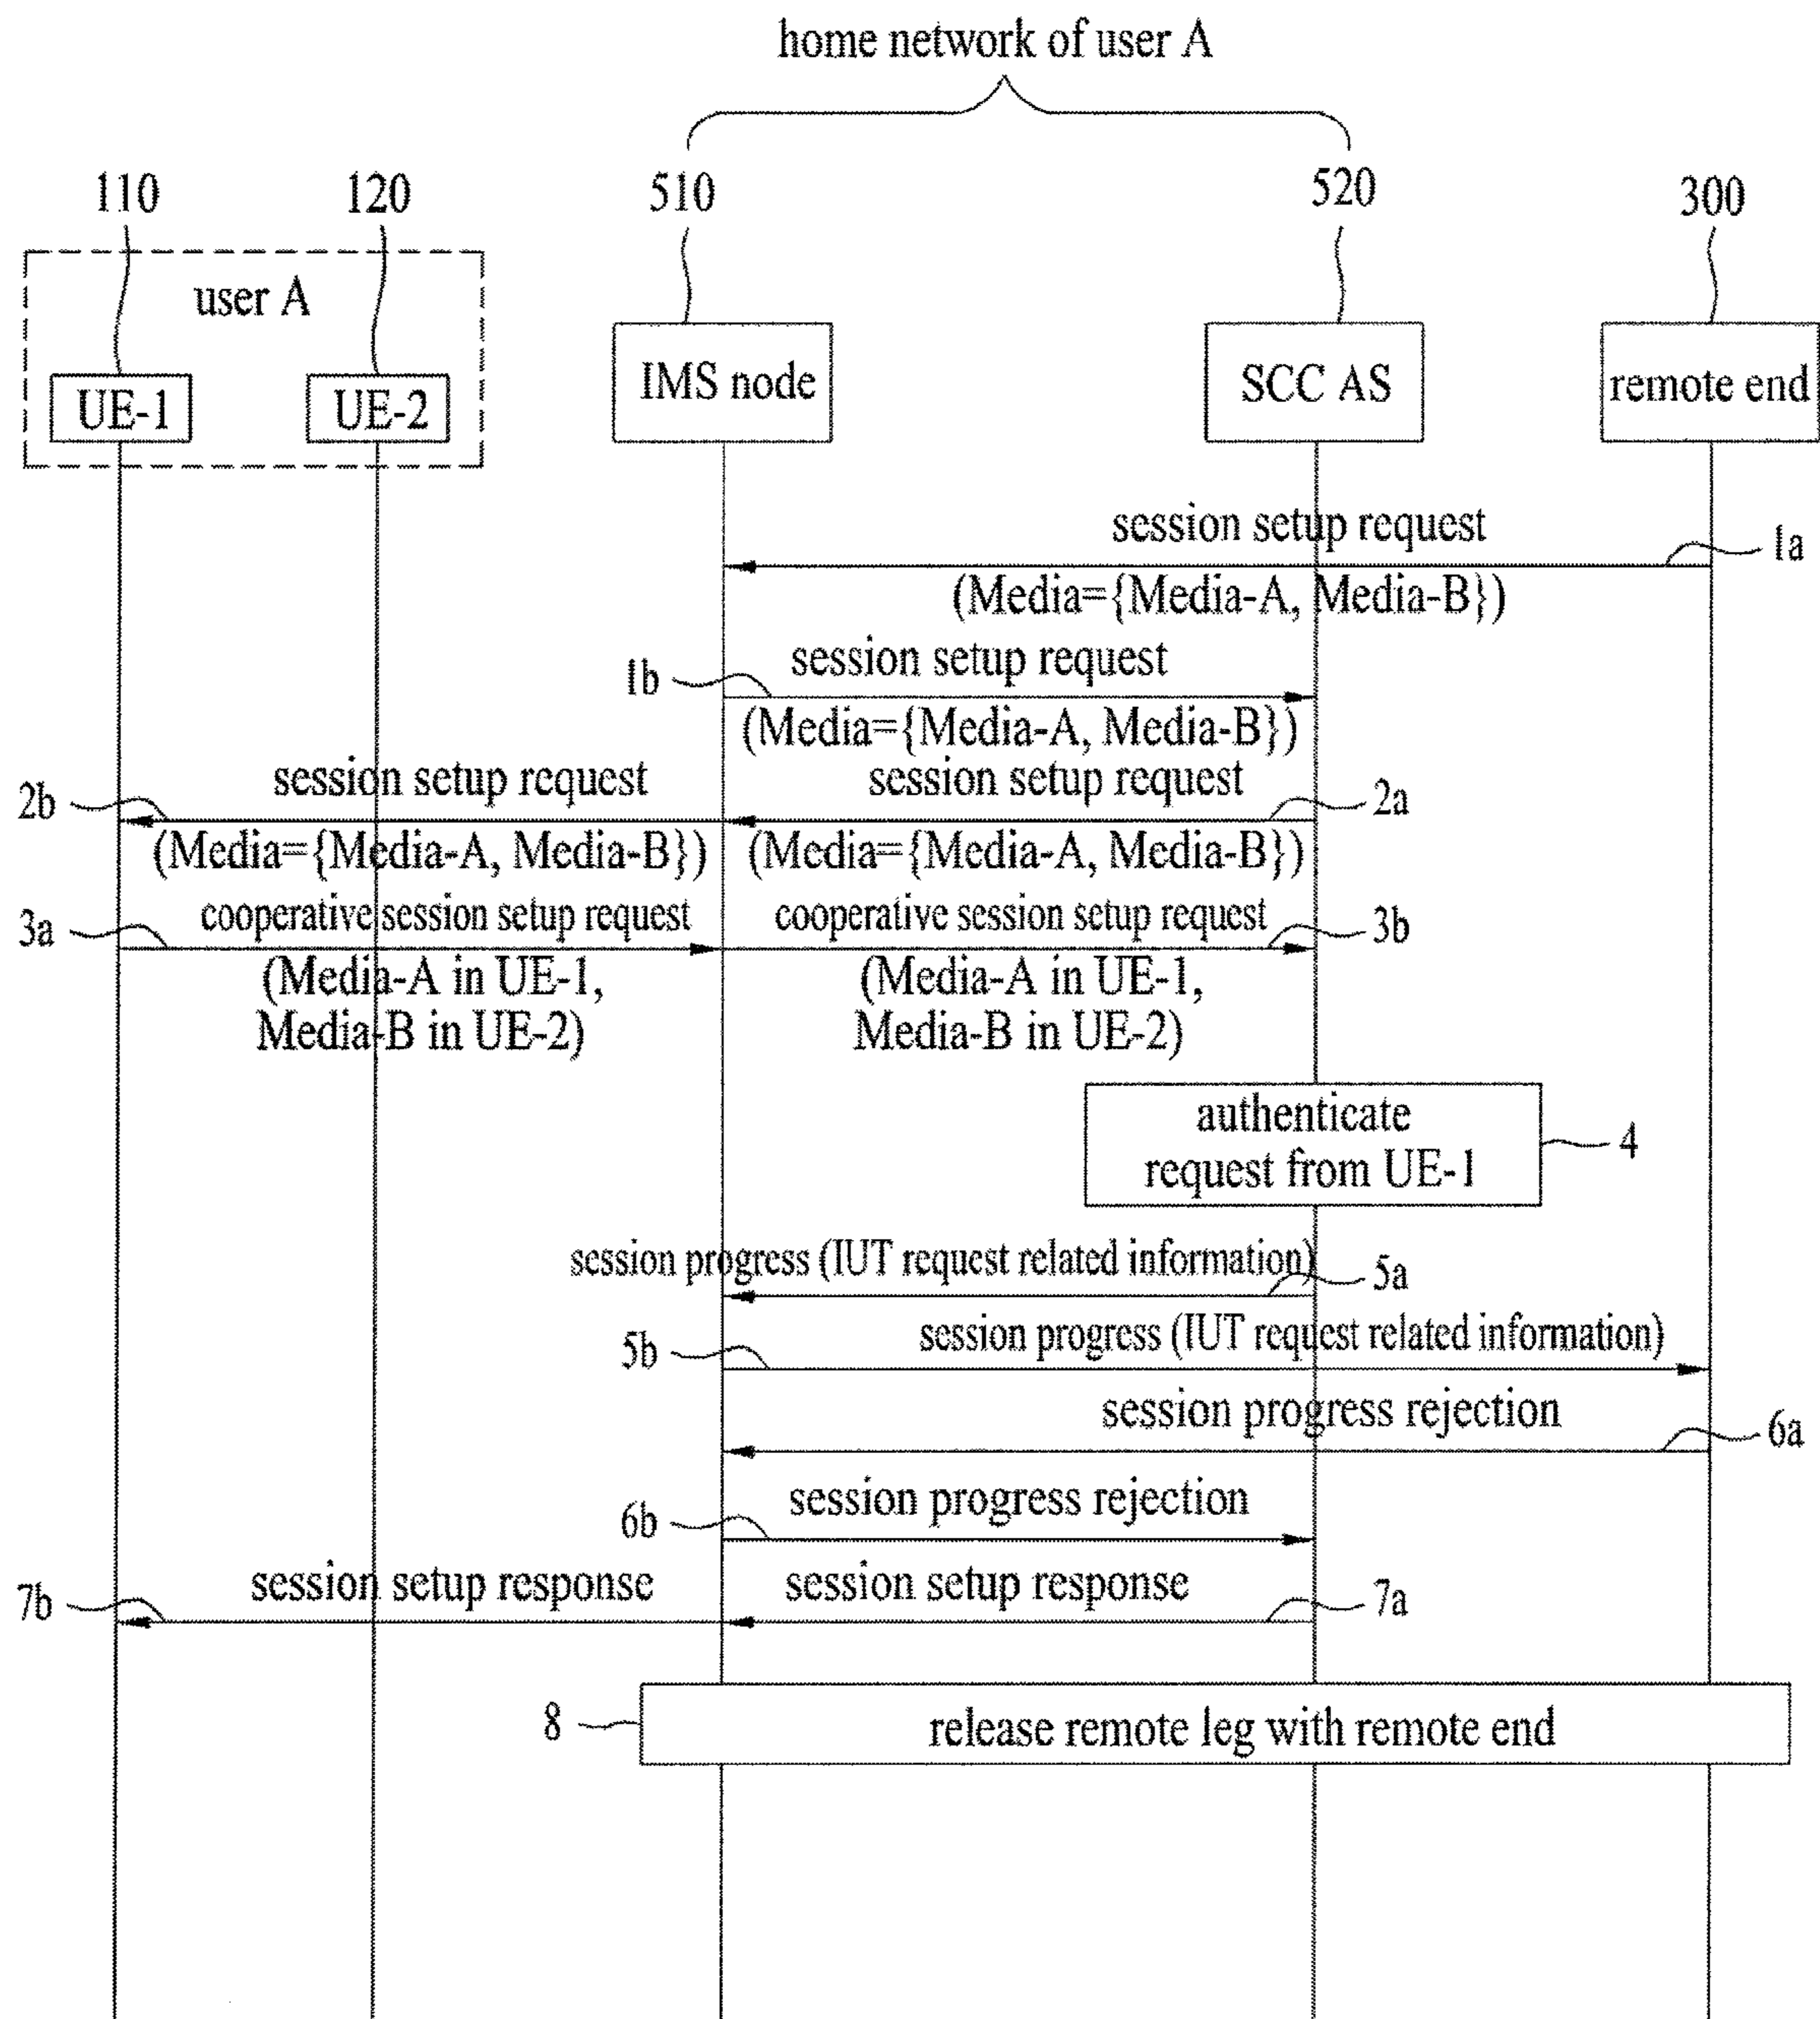 home network of user A
110
120
510
520
300
user A
UE-1
UE-2
IMS node
SCC AS
remote end
session setup request
1a
(Media={Media-A, Media-B})
1b
session setup request
(Media={Media-A, Media-B})
session setup request
session setup request
2b
2a
(Media={Media-A, Media-B})
(Media={Media-A, Media-B})
cooperative session setup request
cooperative session setup request
3a
3b
(Media-A in UE-1,
Media-B in UE-2)
(Media-A in UE-1,
Media-B in UE-2)
authenticate
request from UE-1
4
session progress (IUT request related information)
5a
session progress (IUT request related information)
5b
session progress rejection
6a
session progress rejection
6b
session setup response
session setup response
7b
7a
8
release remote leg with remote end